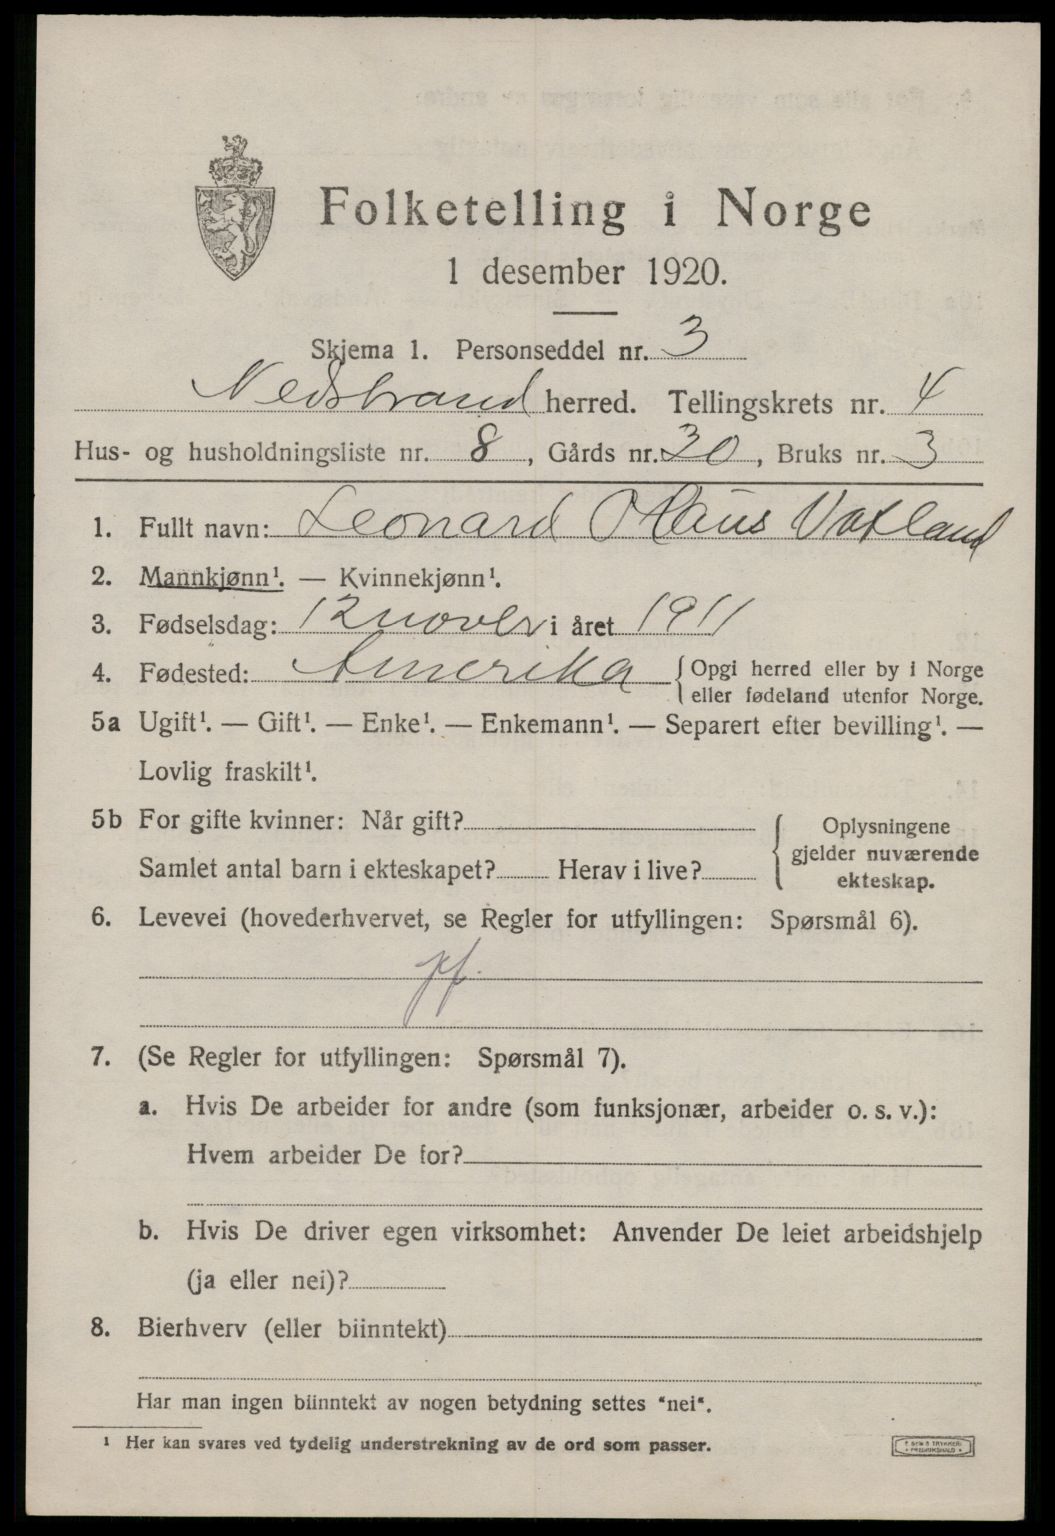 Folketelling i Norge
1 desember 1920.
Skjema 1. Personseddel nr. 3
Nedstrand herred. Tellingskrets nr. 4
Hus- og husholdningsliste nr. 8, Gårds nr. 30, Bruks nr. 3
1. Fullt navn: Leonard Olaus Vatland
2. Mannkjønn¹. — Kvinnekjønn¹.
3. Fødselsdag: 12 novbr i året 1911
4. Fødested: Amerika {Opgi herred eller by i Norge
eller fødeland utenfor Norge.
5a Ugift¹. — Gift¹. — Enke¹. — Enkemann¹. — Separert efter bevilling¹. —
Lovlig fraskilt¹.
5b For gifte kvinner: Når gift?
Samlet antal barn i ekteskapet? Herav i live?
{Oplysningene
gjelder nuværende
ekteskap.
6. Levevei (hovederhvervet, se Regler for utfyllingen: Spørsmål 6).
pf.
7. (Se Regler for utfyllingen: Spørsmål 7).
a. Hvis De arbeider for andre (som funksjonær, arbeider o. s. v.):
Hvem arbeider De for?
b. Hvis De driver egen virksomhet: Anvender De leiet arbeidshjelp
(ja eller nei)?
8. Bierhverv (eller biinntekt)
Har man ingen biinntekt av nogen betydning settes "nei".
¹ Her kan svares ved tydelig understrekning av de ord som passer.